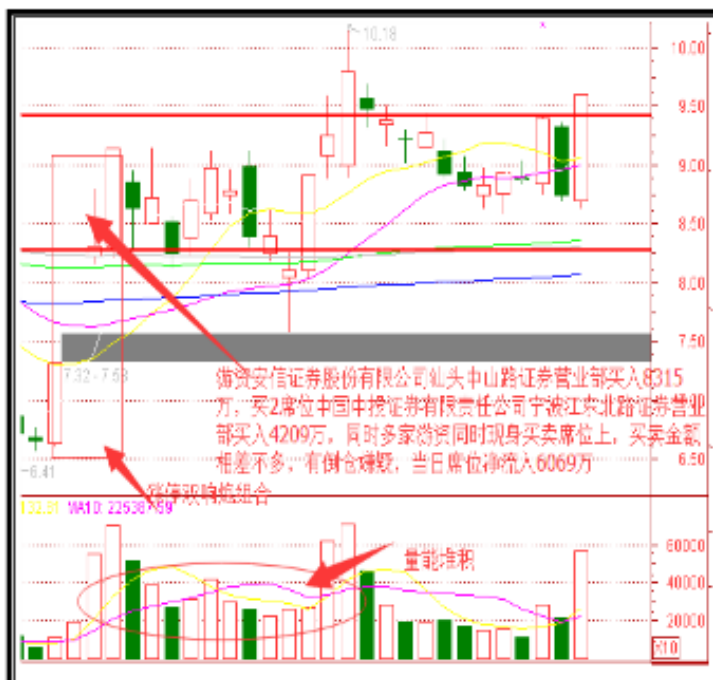 10.18
10.00
9.50
9.00
8.50
8.00
7.50
7.32-7.53
游资安信证券股份有限公司汕头中山路证券营业部买入8315
万，买2席位中国中投证券有限责任公司宁波江东北路证券营业
部买入4209万，同时多家游资同时现身买卖席位上，买卖金额
相差不多，有倒仓嫌疑，当日席位净流入6069万
6.50
6.41
涨停双响炮组合
MA10:
量能堆积
60000
40000
20000
X10